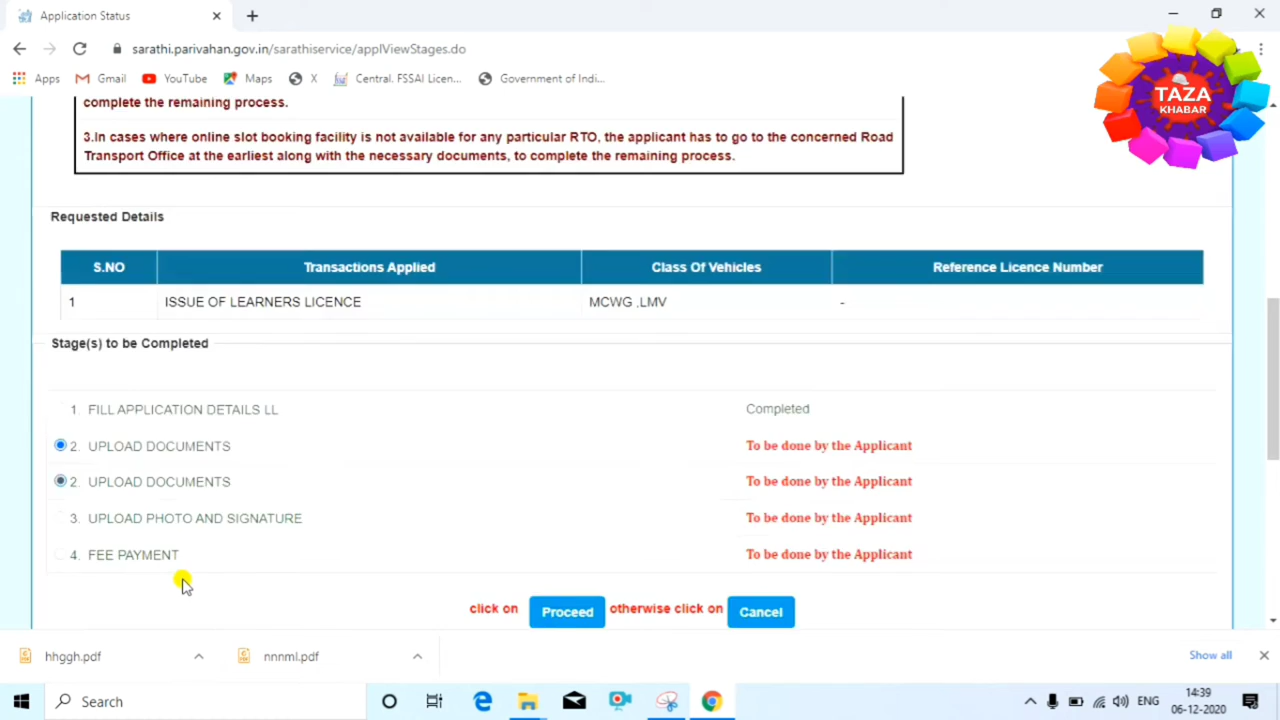 Application Status
sarathi.parivahan.gov.in/sarathiservice/applViewStages.do
Apps Gmail YouTube Maps X Central. FSSAI Licen... Government of Indi...
TAZA
KHABAR
complete the remaining process.
3.In cases where online slot booking facility is not available for any particular RTO, the applicant has to go to the concerned Road
Transport Office at the earliest along with the necessary documents, to complete the remaining process.
Requested Details
S.NO Transactions Applied Class Of Vehicles Reference Licence Number
1 ISSUE OF LEARNERS LICENCE MCWG ,LMV -
Stage(s) to be Completed
1. FILL APPLICATION DETAILS LL Completed
2. UPLOAD DOCUMENTS To be done by the Applicant
2. UPLOAD DOCUMENTS To be done by the Applicant
3. UPLOAD PHOTO AND SIGNATURE To be done by the Applicant
4. FEE PAYMENT To be done by the Applicant
click on Proceed otherwise click on Cancel
hhggh.pdf nnnml.pdf Show all
Search ENG 14:39
06-12-2020